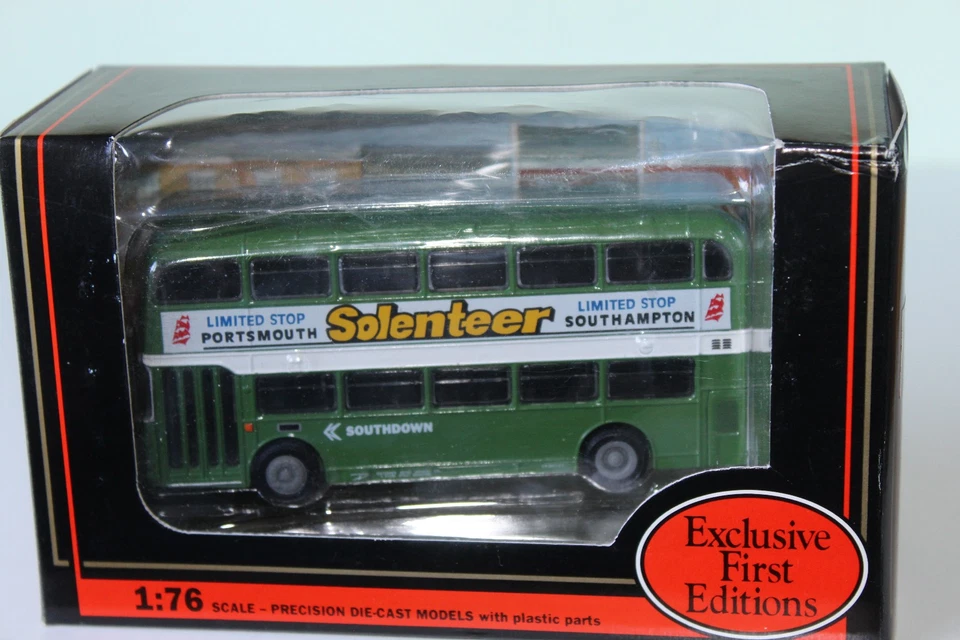 LIMITED STOP
PORTSMOUTH
Solenteer
LIMITED STOP
SOUTHAMPTON
SOUTHDOWN
Exclusive
First
Editions
1:76 SCALE – PRECISION DIE-CAST MODELS with plastic parts